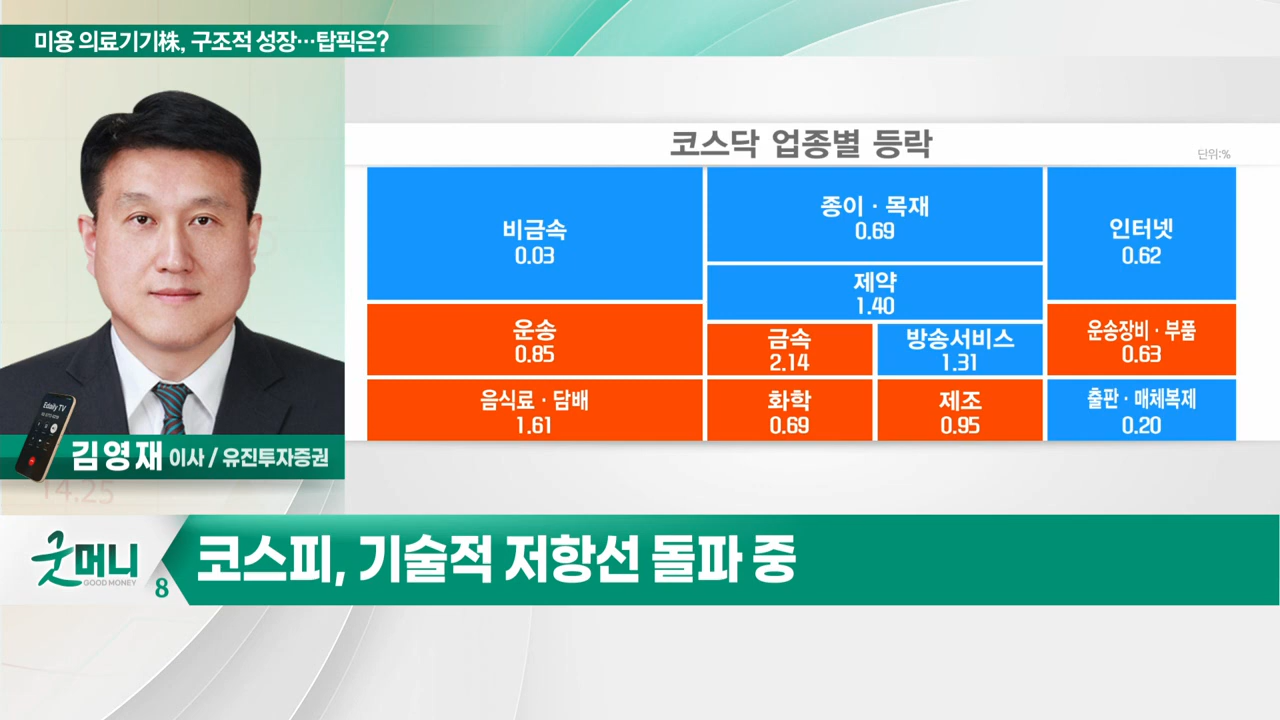 미용 의료기기株, 구조적 성장…탑픽은?
코스닥 업종별 등락
단위:%
비금속
0.03
종이·목재
0.69
인터넷
0.62
제약
1.40
운송
0.85
금속
2.14
방송서비스
1.31
운송장비·부품
0.63
음식료·담배
1.61
화학
0.69
제조
0.95
출판·매체복제
0.20
Edaily TV
김영재 이사 / 유진투자증권
14.25
굿머니
GOOD MONEY
8
코스피, 기술적 저항선 돌파 중